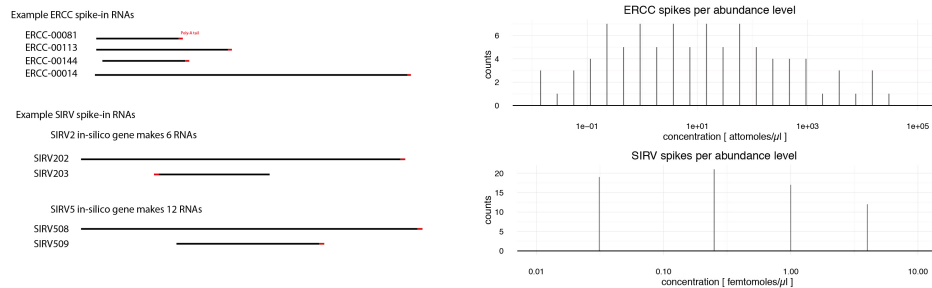 Example ERCC spike-in RNAs
ERCC-00081
Poly-A tail
ERCC-00113
ERCC-00144
ERCC-00014
Example SIRV spike-in RNAs
SIRV2 in-silico gene makes 6 RNAs
SIRV202
SIRV203
SIRV5 in-silico gene makes 12 RNAs
SIRV508
SIRV509
ERCC spikes per abundance level
counts
6
4
2
0
1e−01
1e+01
1e+03
1e+05
concentration [ attomoles/µl ]
SIRV spikes per abundance level
counts
20
15
10
5
0
0.01
0.10
1.00
10.00
concentration [ femtomoles/µl ]